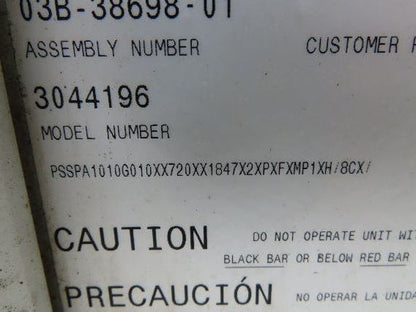 03B-38698-01
ASSEMBLY NUMBER CUSTOMER
3044196
MODEL NUMBER
PSSPA1010G010XX720XX1847X2XPXFXMP1XH/8CX/
CAUTION DO NOT OPERATE UNIT WIT
BLACK BAR OR BELOW RED BAR
PRECAUCIÓN NO OPERAR LA UNIDA